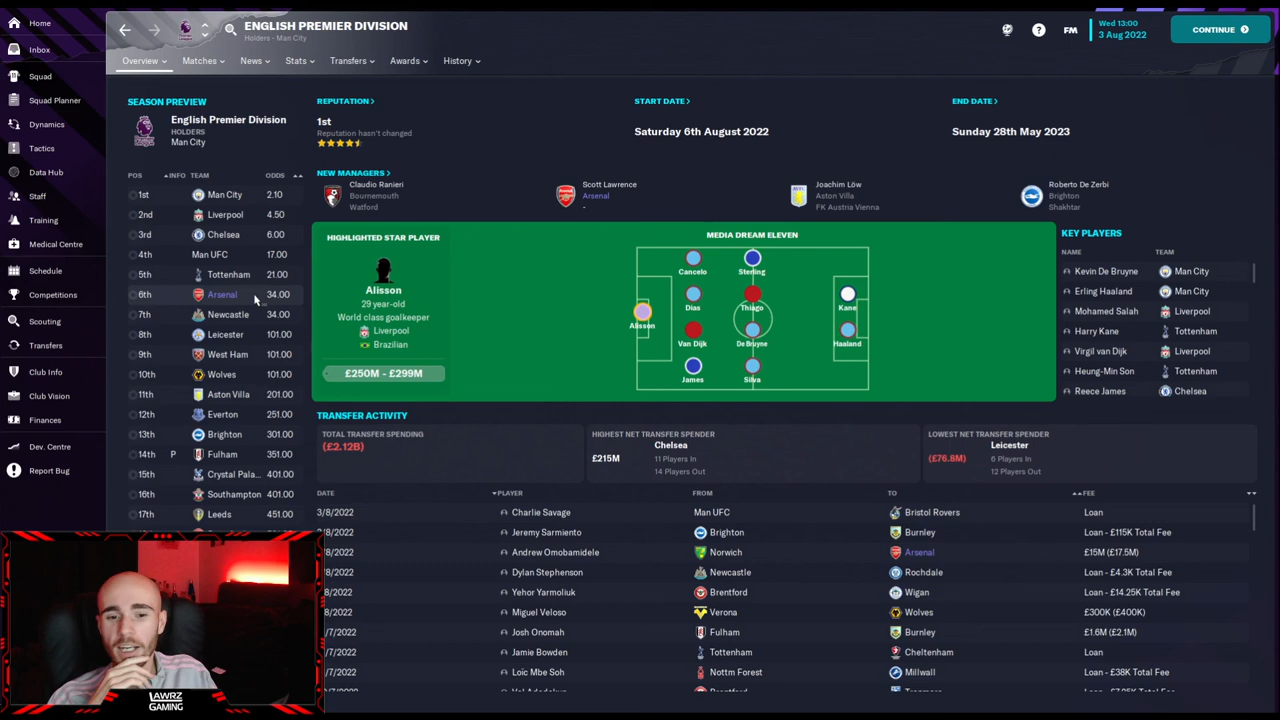 Home
Inbox
Squad
Squad Planner
Dynamics
Tactics
Data Hub
Staff
Training
Medical Centre
Schedule
Competitions
Scouting
Transfers
Club Info
Club Vision
Finances
Dev. Centre
Report Bug
ENGLISH PREMIER DIVISION
Holders - Man City
FM
Wed 13:00
3 Aug 2022
CONTINUE
Overview Matches News Stats Transfers Awards History
SEASON PREVIEW
English Premier Division
HOLDERS
Man City
POS INFO TEAM ODDS
1st Man City 2.10
2nd Liverpool 4.50
3rd Chelsea 6.00
4th Man UFC 17.00
5th Tottenham 21.00
6th Arsenal 34.00
7th Newcastle 34.00
8th Leicester 101.00
9th West Ham 101.00
10th Wolves 101.00
11th Aston Villa 201.00
12th Everton 251.00
13th Brighton 301.00
14th P Fulham 351.00
15th Crystal Pala... 401.00
16th Southampton 401.00
17th Leeds 451.00
REPUTATION
1st
Reputation hasn't changed
START DATE
Saturday 6th August 2022
END DATE
Sunday 28th May 2023
NEW MANAGERS
Claudio Ranieri
Bournemouth
Watford
Scott Lawrence
Arsenal
-
Joachim Löw
Aston Villa
FK Austria Vienna
Roberto De Zerbi
Brighton
Shakhtar
HIGHLIGHTED STAR PLAYER
Alisson
29 year-old
World class goalkeeper
Liverpool
Brazilian
£250M - £299M
MEDIA DREAM ELEVEN
Cancelo
Sterling
Dias
Thiago
Kane
Alisson
Van Dijk
De Bruyne
Haaland
James
Silva
KEY PLAYERS
NAME TEAM
Kevin De Bruyne Man City
Erling Haaland Man City
Mohamed Salah Liverpool
Harry Kane Tottenham
Virgil van Dijk Liverpool
Heung-Min Son Tottenham
Reece James Chelsea
TRANSFER ACTIVITY
TOTAL TRANSFER SPENDING
(£2.12B)
HIGHEST NET TRANSFER SPENDER
Chelsea
£215M
11 Players In
14 Players Out
LOWEST NET TRANSFER SPENDER
Leicester
(£76.8M)
6 Players In
12 Players Out
DATE PLAYER FROM TO FEE
3/8/2022 Charlie Savage Man UFC Bristol Rovers Loan
/8/2022 Jeremy Sarmiento Brighton Burnley Loan - £115K Total Fee
/8/2022 Andrew Omobamidele Norwich Arsenal £15M (£17.5M)
/8/2022 Dylan Stephenson Newcastle Rochdale Loan - £4.3K Total Fee
/8/2022 Yehor Yarmoliuk Brentford Wigan Loan - £14.25K Total Fee
/8/2022 Miguel Veloso Verona Wolves £300K (£400K)
/7/2022 Josh Onomah Fulham Burnley £1.6M (£2.1M)
/7/2022 Jamie Bowden Tottenham Cheltenham Loan
/7/2022 Loïc Mbe Soh Nottm Forest Millwall Loan - £38K Total Fee
LAWRZ
GAMING